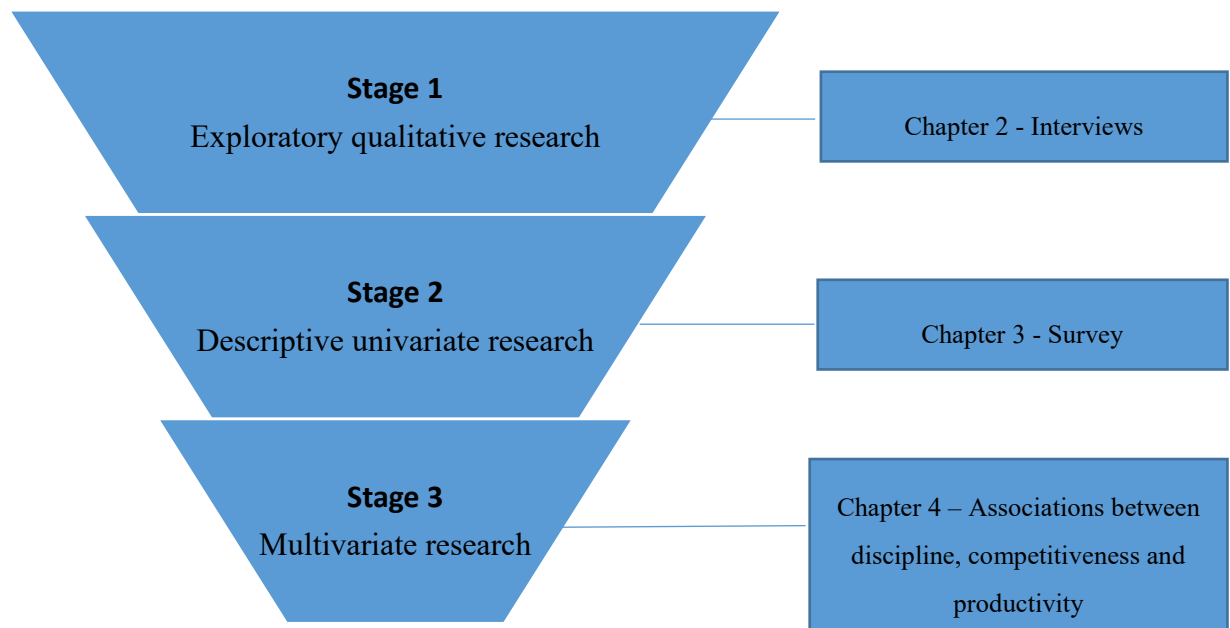 Stage 1
Exploratory qualitative research
Chapter 2 - Interviews
Stage 2
Descriptive univariate research
Chapter 3 - Survey
Stage 3
Multivariate research
Chapter 4 – Associations between
discipline, competitiveness and
productivity